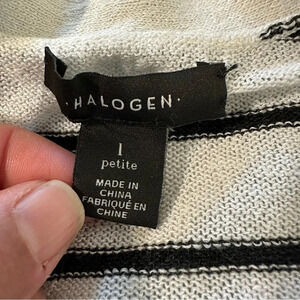 ·HALOGEN·
l
petite
MADE IN
CHINA
FABRIQUÉ EN
CHINE